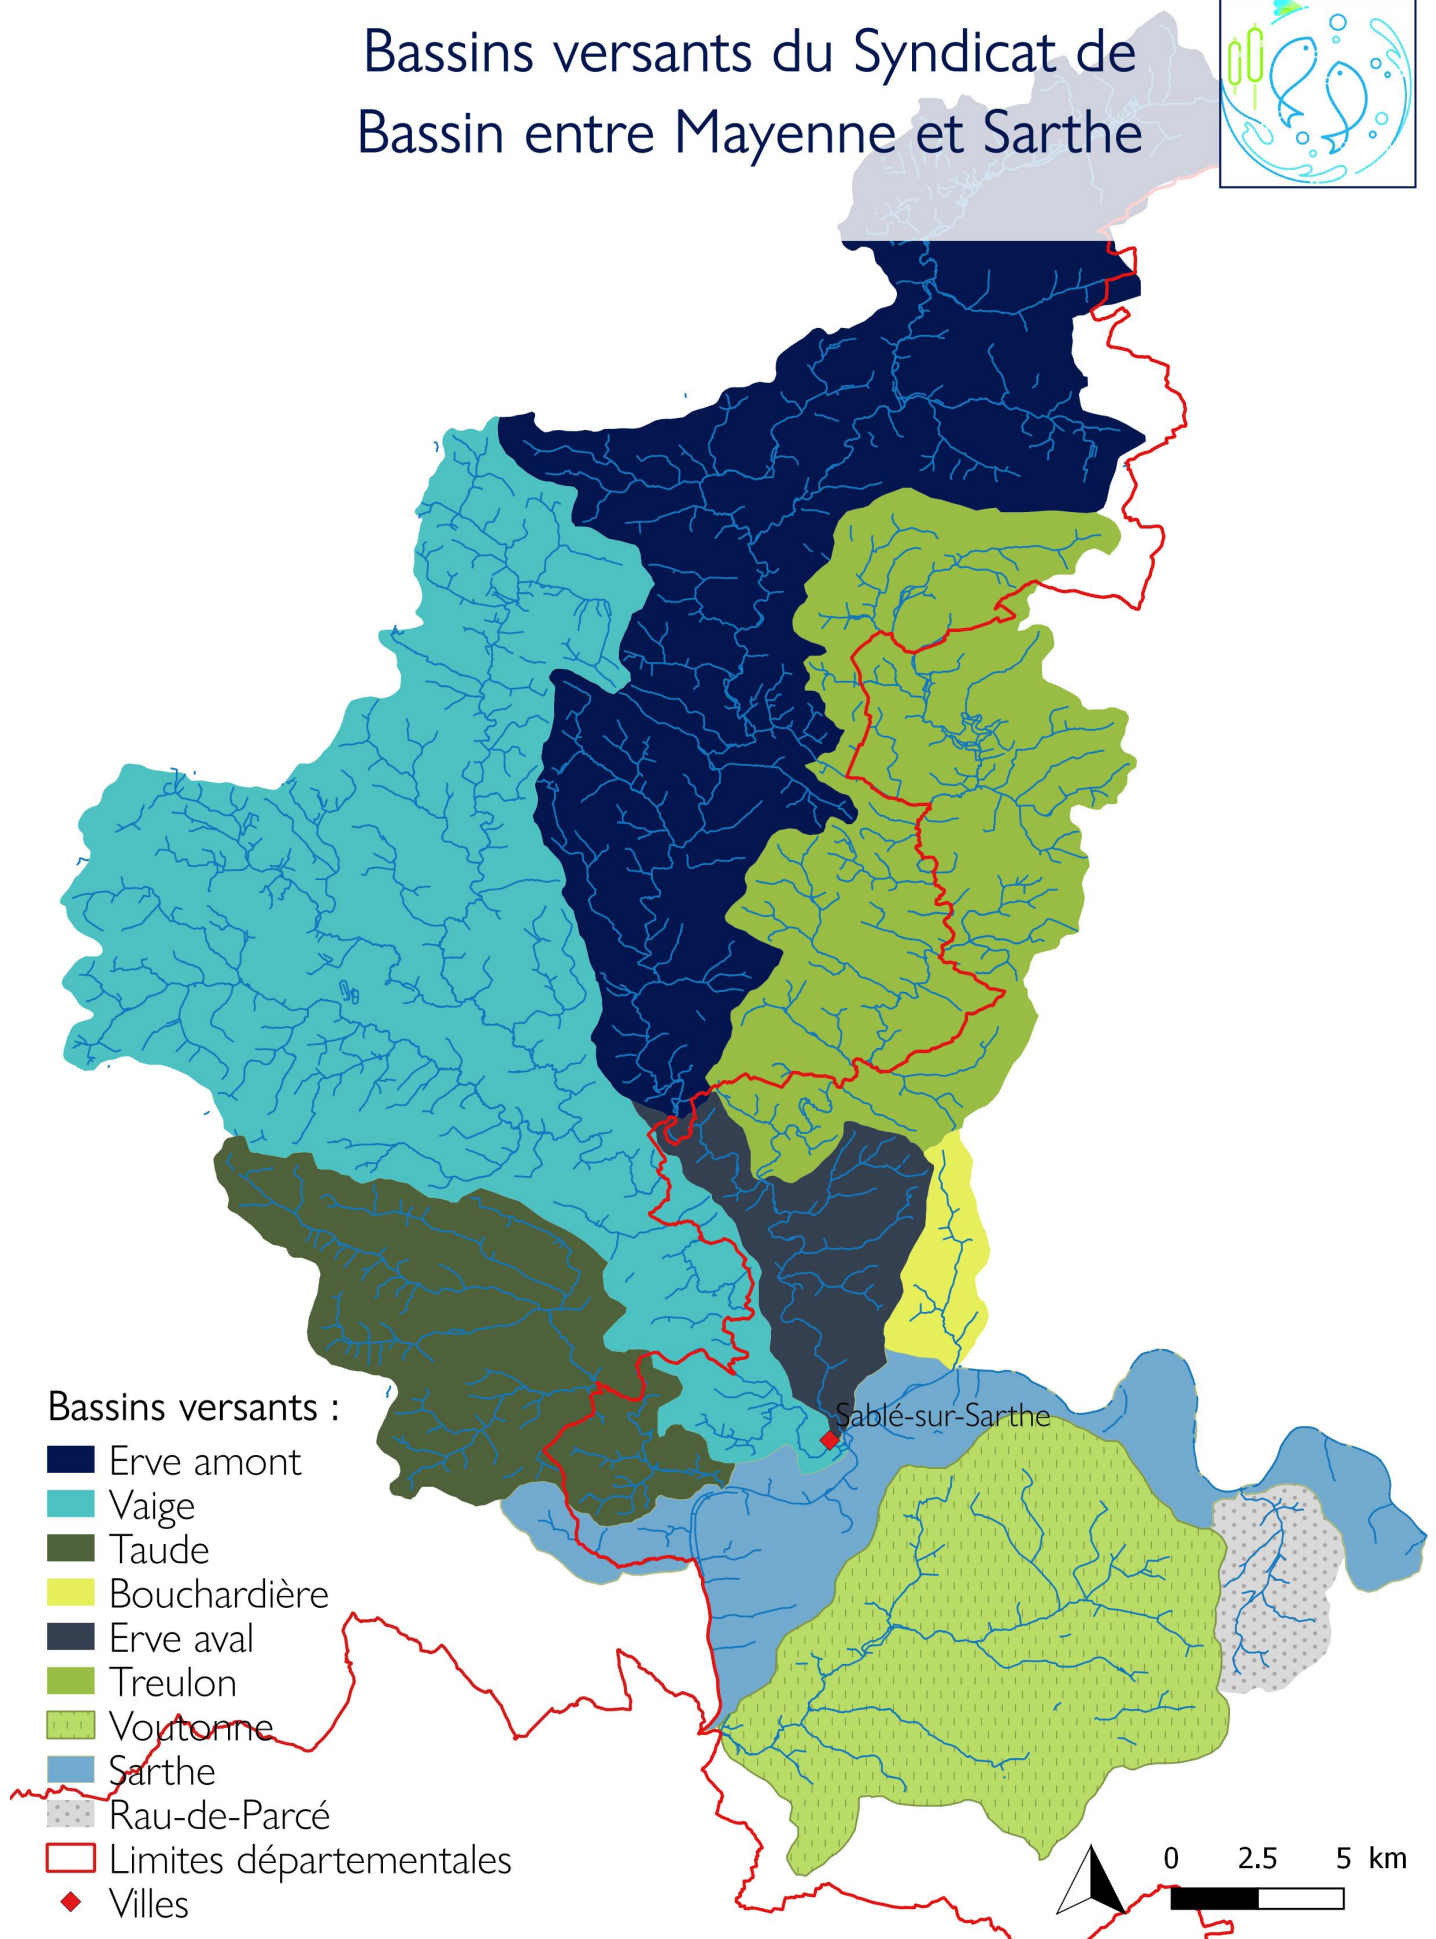 Bassins versants du Syndicat de
Bassin entre Mayenne et Sarthe
Sablé-sur-Sarthe
Bassins versants :
Erve amont
Vaige
Taude
Bouchardière
Erve aval
Treulon
Voutonne
Sarthe
Rau-de-Parcé
Limites départementales
Villes
0 2.5 5 km